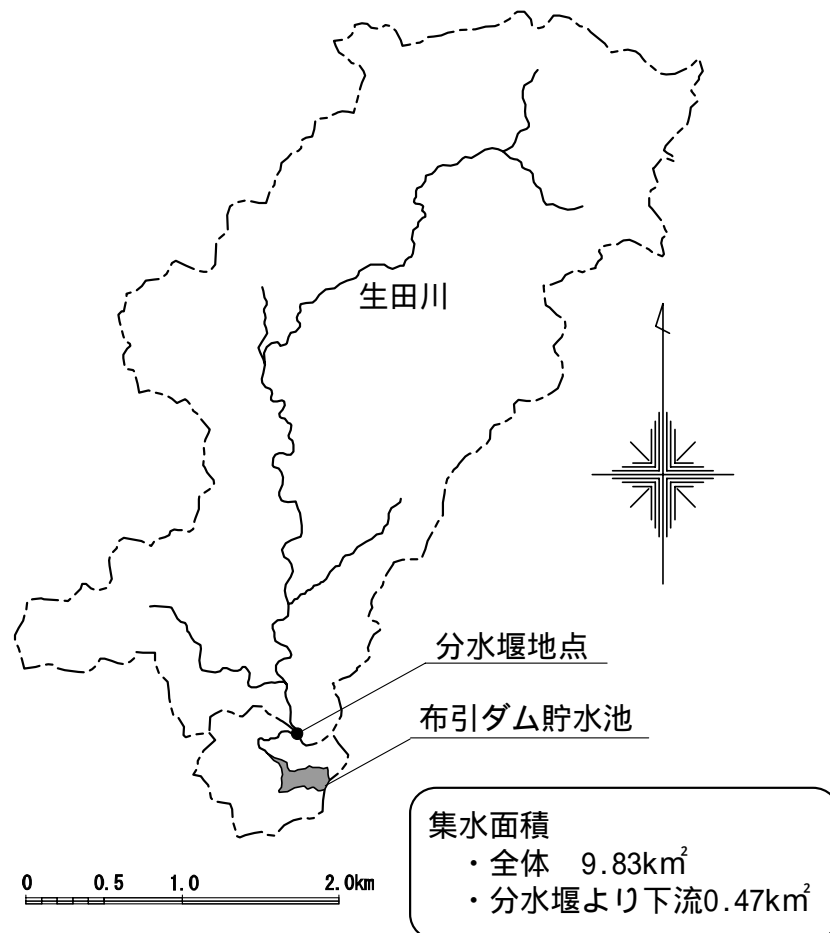 生田川
分水堰地点
布引ダム貯水池
集水面積
・全体　9.83km²
・分水堰より下流0.47km²
0 0.5 1.0 2.0km